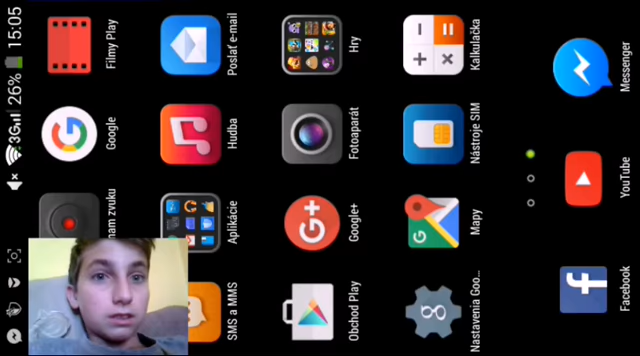 3G 26% 15:05
zvuku
Google
Filmy Play
SMS a MMS
Aplikácie
Hudba
Poslať e-mail
Obchod Play
Google+
Fotoaparát
Hry
Nastavenia Goo...
Mapy
Nástroje SIM
Kalkulačka
Facebook
YouTube
Messenger